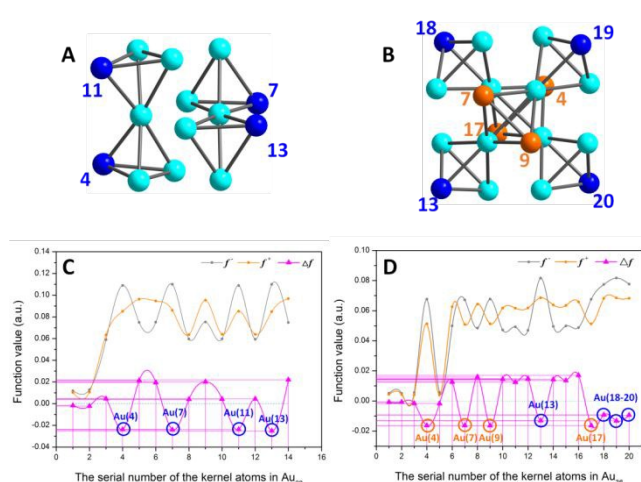 A
11
4
7
13
B
18
19
7
4
17
9
13
20
C
f⁻ f⁺ △f
Function value (a.u.)
0.14
0.12
0.10
0.08
0.06
0.04
0.02
0.00
-0.02
-0.04
Au(4)
Au(7)
Au(11)
Au(13)
0 2 4 6 8 10 12 14 16
The serial number of the kernel atoms in Au
D
f⁻ f⁺ △f
Function value (a.u.)
0.10
0.08
0.06
0.04
0.02
0.00
-0.02
Au(4)
Au(7)
Au(9)
Au(13)
Au(17)
Au(18-20)
0 2 4 6 8 10 12 14 16 18 20
The serial number of the kernel atoms in Au